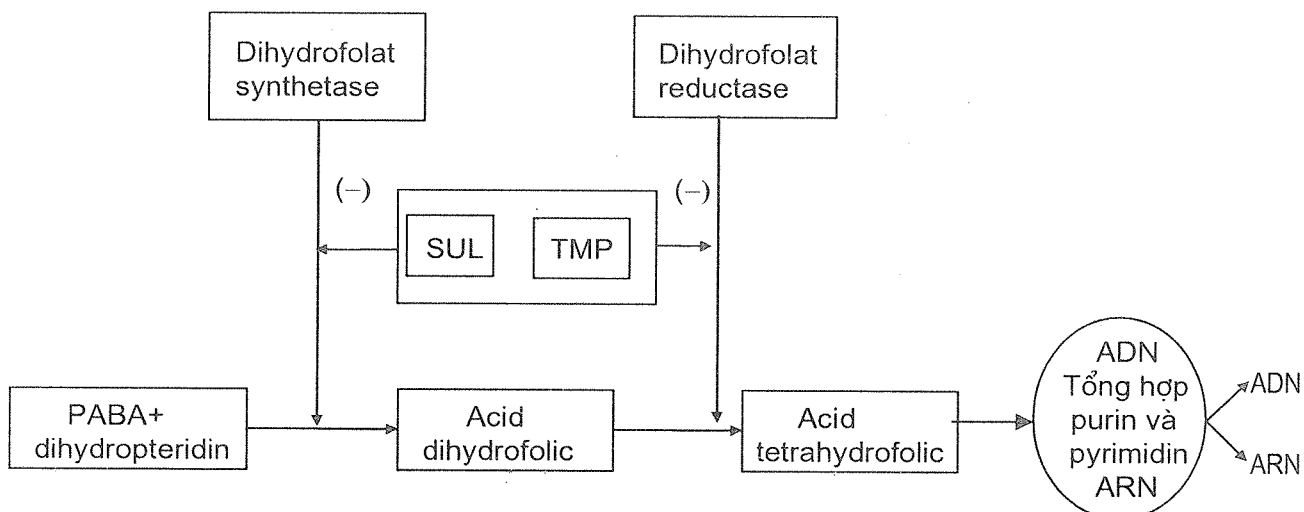 Dihydrofolat
synthetase
Dihydrofolat
reductase
(–)
(–)
SUL
TMP
PABA+
dihydropteridin
Acid
dihydrofolic
Acid
tetrahydrofolic
ADN
Tổng hợp
purin và
pyrimidin
ARN
ADN
ARN